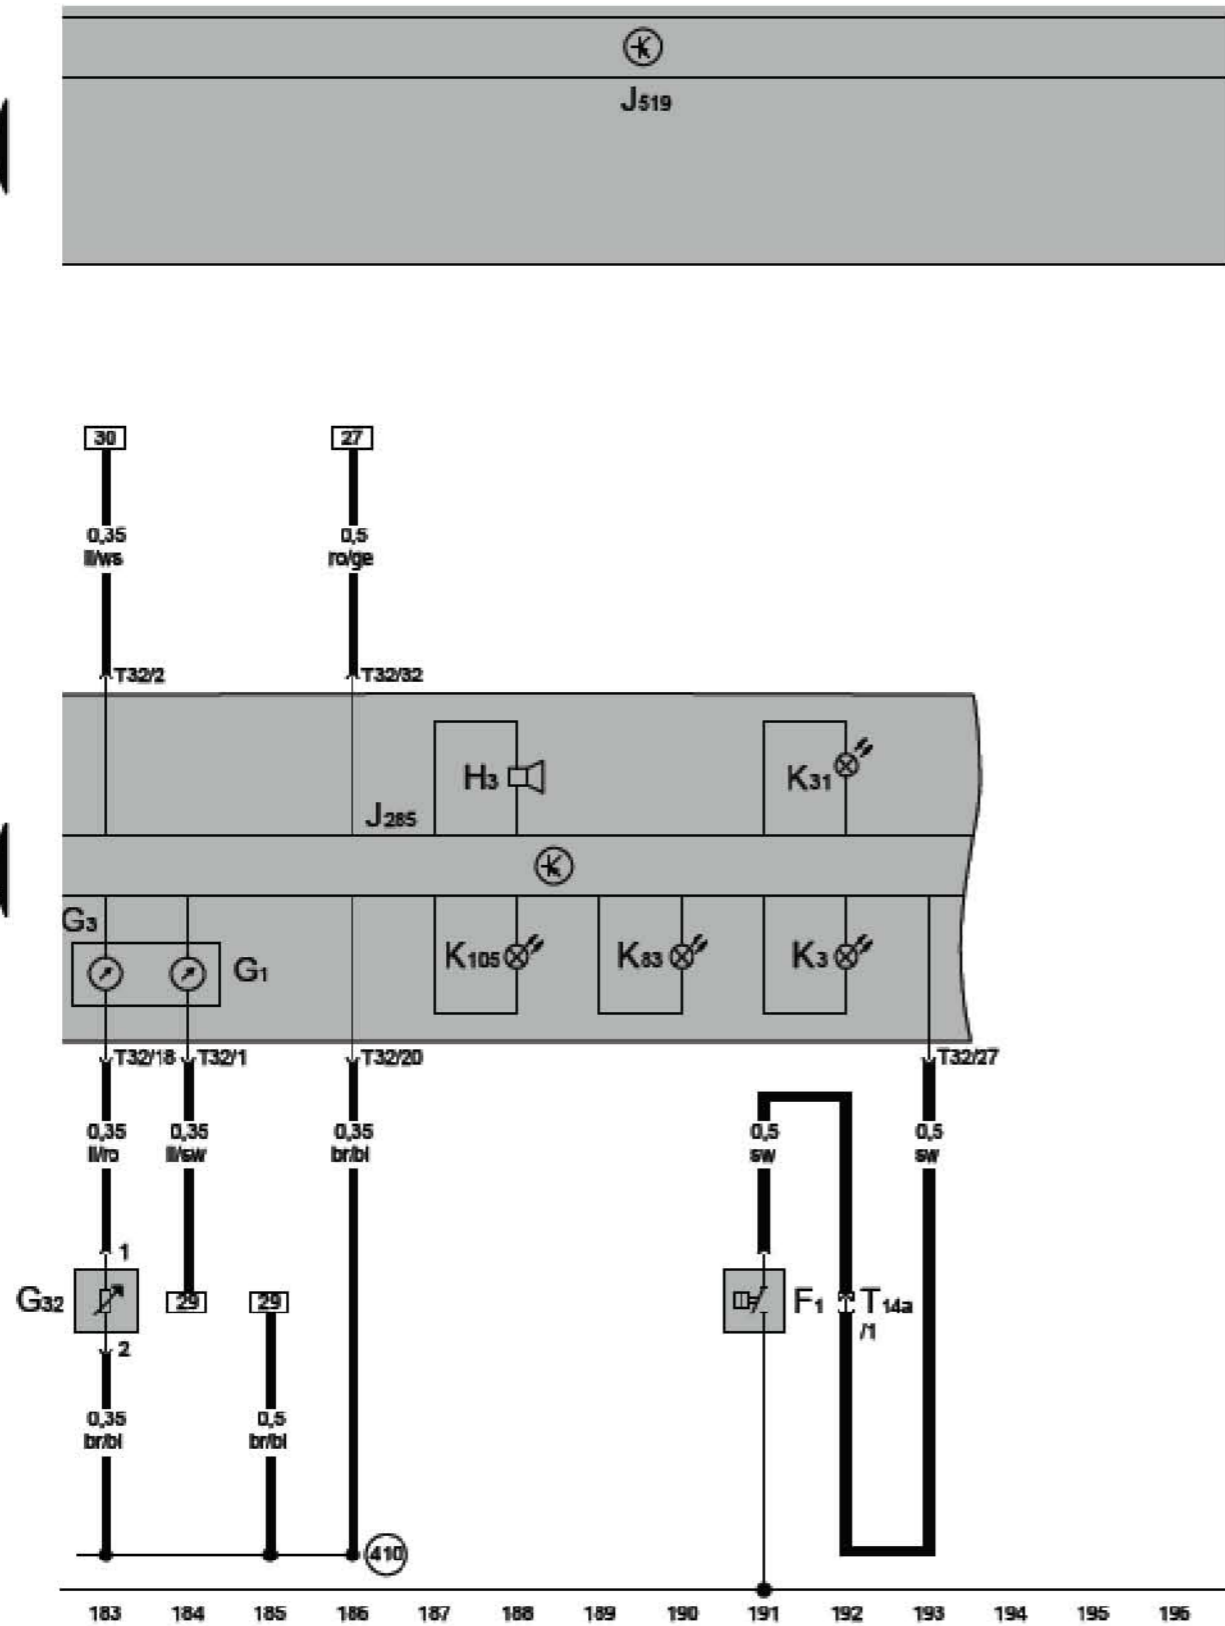 J519
30 27
0,35 0,5
li/ws ro/ge
T32/2 T32/32
H3 K31
J285
G3
G1 K105 K83 K3
T32/18 T32/1 T32/20 T32/27
0,35 0,35 0,35 0,5 0,5
li/ro li/sw br/bl sw sw
1
G32 29 29 F1 T14a
/1
2
0,35 0,5
br/bl br/bl
410
183 184 185 186 187 188 189 190 191 192 193 194 195 196